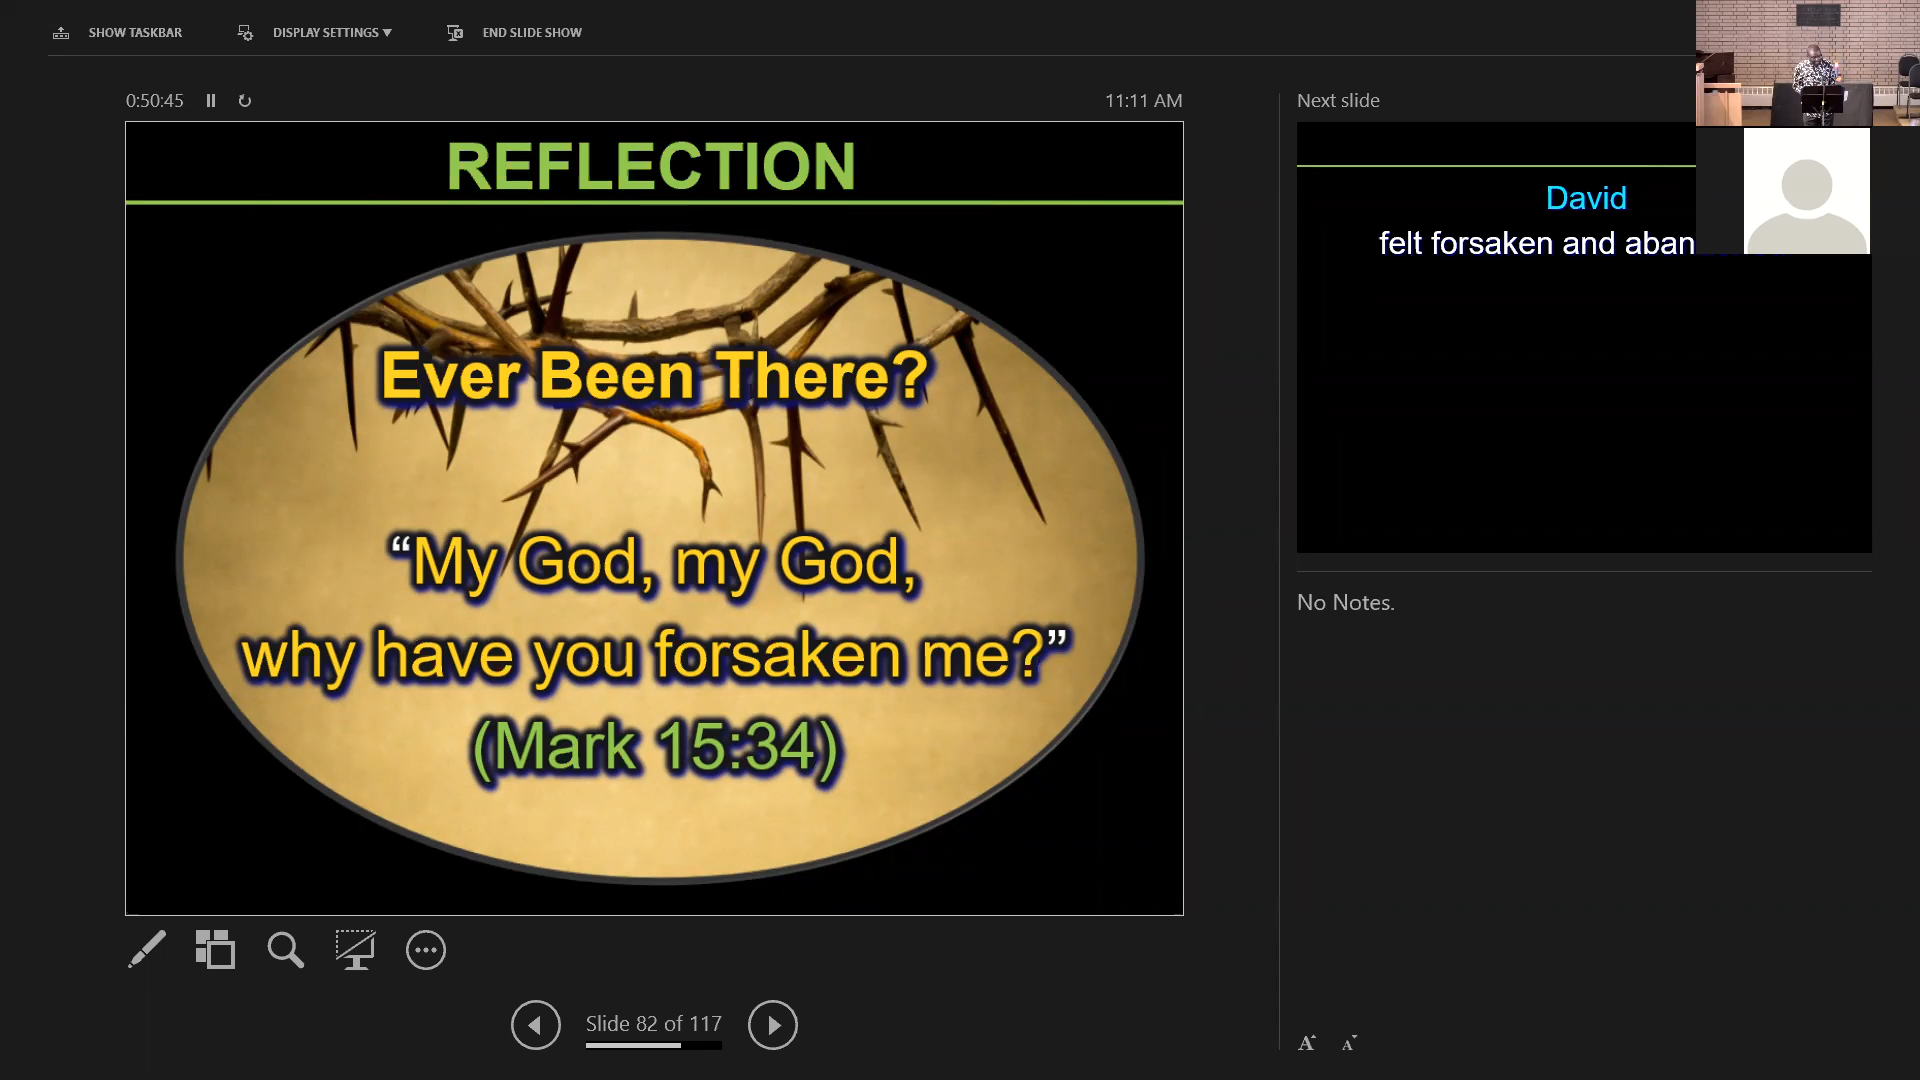 SHOW TASKBAR
DISPLAY SETTINGS ▼
END SLIDE SHOW
0:50:45
11:11 AM
REFLECTION
Ever Been There?
“My God, my God,
why have you forsaken me?”
(Mark 15:34)
Next slide
David
felt forsaken and aban
No Notes.
Slide 82 of 117
A
A